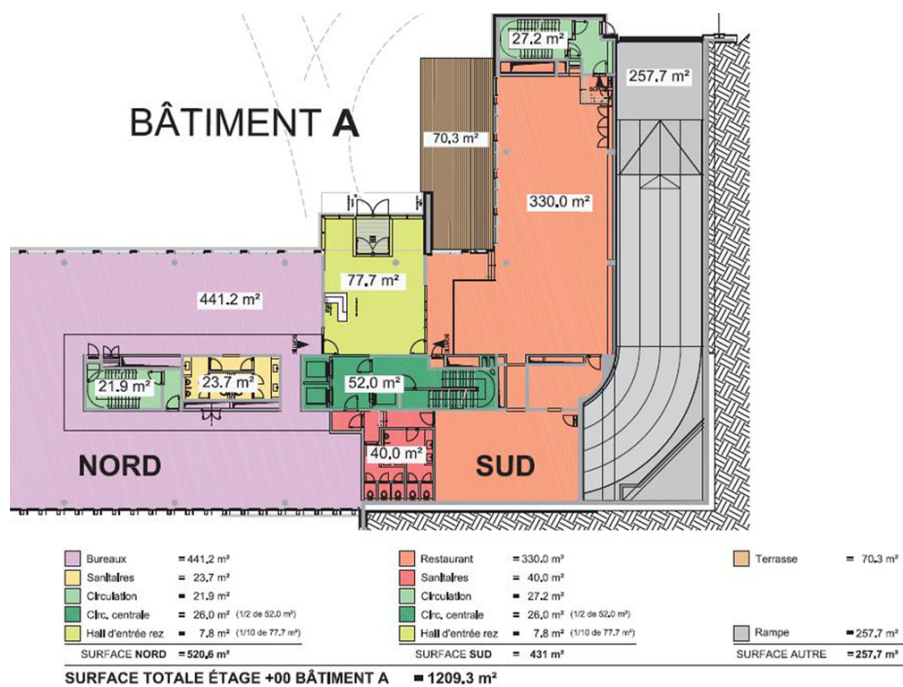 27.2 m²
257.7 m²
BÂTIMENT A
70.3 m²
330.0 m²
77.7 m²
441.2 m²
21.9 m²
23.7 m²
52.0 m²
40.0 m²
NORD
SUD
Bureaux = 441.2 m²
Sanitaires = 23.7 m²
Circulation = 21.9 m²
Circ. centrale = 26.0 m² (1/2 de 52.0 m²)
Hall d'entrée rez = 7.8 m² (1/10 de 77.7 m²)
SURFACE NORD = 520.6 m²
Restaurant = 330.0 m²
Sanitaires = 40.0 m²
Circulation = 27.2 m²
Circ. centrale = 26.0 m² (1/2 de 52.0 m²)
Hall d'entrée rez = 7.8 m² (1/10 de 77.7 m²)
SURFACE SUD = 431 m²
Terrasse = 70.3 m²
Rampe = 257.7 m²
SURFACE AUTRE = 257.7 m²
SURFACE TOTALE ÉTAGE +00 BÂTIMENT A = 1209.3 m²